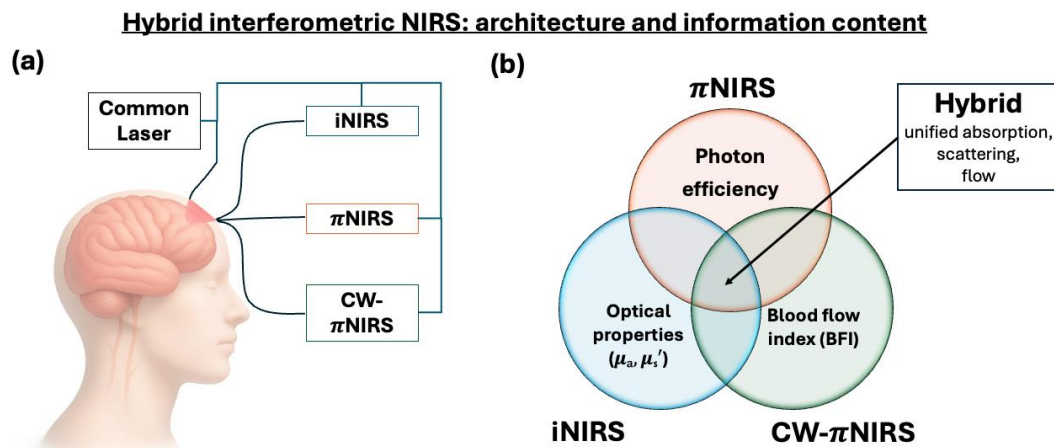 Hybrid interferometric NIRS: architecture and information content
(a)
Common
Laser
iNIRS
πNIRS
CW-
πNIRS
(b)
πNIRS
Photon
efficiency
Hybrid
unified absorption,
scattering,
flow
Optical
properties
(μa, μs′)
Blood flow
index (BFI)
iNIRS
CW-πNIRS